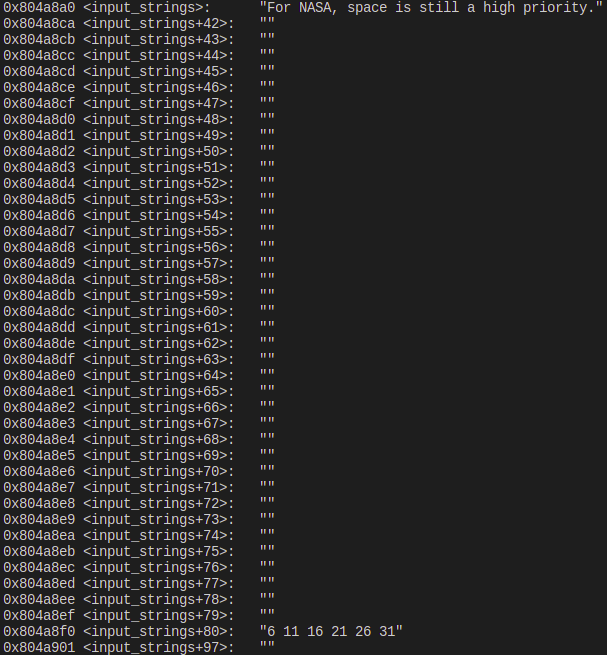 0x804a8a0 <input_strings>:      "For NASA, space is still a high priority."
0x804a8ca <input_strings+42>:   ""
0x804a8cb <input_strings+43>:   ""
0x804a8cc <input_strings+44>:   ""
0x804a8cd <input_strings+45>:   ""
0x804a8ce <input_strings+46>:   ""
0x804a8cf <input_strings+47>:   ""
0x804a8d0 <input_strings+48>:   ""
0x804a8d1 <input_strings+49>:   ""
0x804a8d2 <input_strings+50>:   ""
0x804a8d3 <input_strings+51>:   ""
0x804a8d4 <input_strings+52>:   ""
0x804a8d5 <input_strings+53>:   ""
0x804a8d6 <input_strings+54>:   ""
0x804a8d7 <input_strings+55>:   ""
0x804a8d8 <input_strings+56>:   ""
0x804a8d9 <input_strings+57>:   ""
0x804a8da <input_strings+58>:   ""
0x804a8db <input_strings+59>:   ""
0x804a8dc <input_strings+60>:   ""
0x804a8dd <input_strings+61>:   ""
0x804a8de <input_strings+62>:   ""
0x804a8df <input_strings+63>:   ""
0x804a8e0 <input_strings+64>:   ""
0x804a8e1 <input_strings+65>:   ""
0x804a8e2 <input_strings+66>:   ""
0x804a8e3 <input_strings+67>:   ""
0x804a8e4 <input_strings+68>:   ""
0x804a8e5 <input_strings+69>:   ""
0x804a8e6 <input_strings+70>:   ""
0x804a8e7 <input_strings+71>:   ""
0x804a8e8 <input_strings+72>:   ""
0x804a8e9 <input_strings+73>:   ""
0x804a8ea <input_strings+74>:   ""
0x804a8eb <input_strings+75>:   ""
0x804a8ec <input_strings+76>:   ""
0x804a8ed <input_strings+77>:   ""
0x804a8ee <input_strings+78>:   ""
0x804a8ef <input_strings+79>:   ""
0x804a8f0 <input_strings+80>:   "6 11 16 21 26 31"
0x804a901 <input_strings+97>:   ""